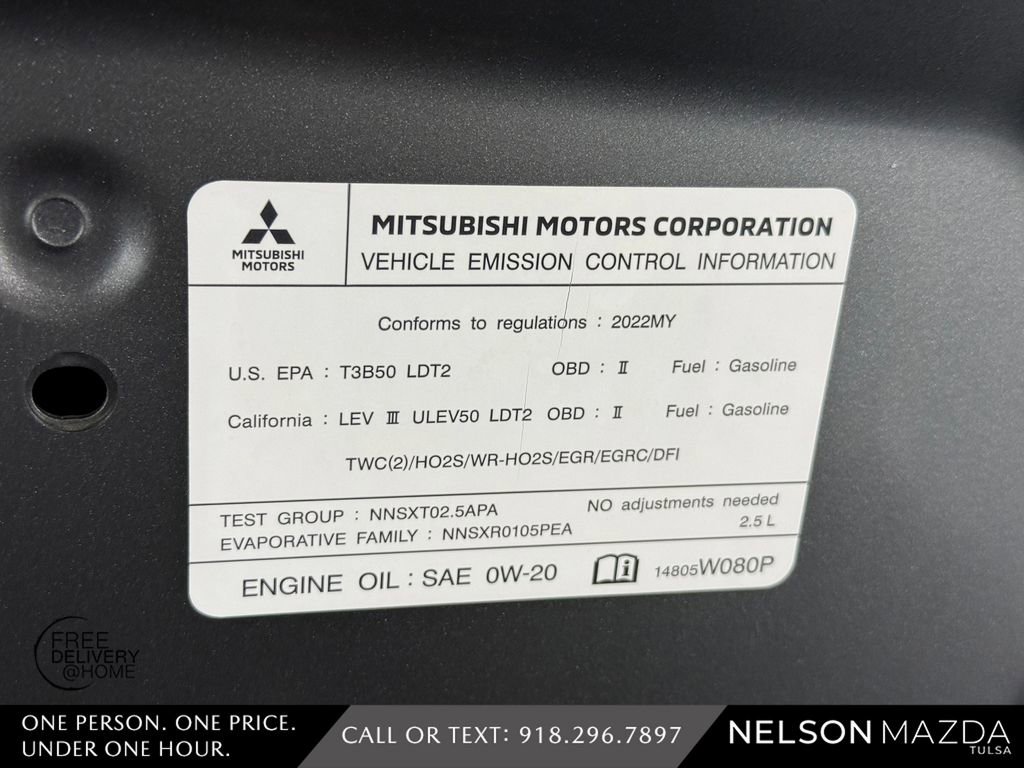 MITSUBISHI
MOTORS
MITSUBISHI MOTORS CORPORATION
VEHICLE EMISSION CONTROL INFORMATION
Conforms to regulations : 2022MY
U.S. EPA : T3B50 LDT2 OBD : Ⅱ Fuel : Gasoline
California : LEV Ⅲ ULEV50 LDT2 OBD : Ⅱ Fuel : Gasoline
TWC(2)/HO2S/WR-HO2S/EGR/EGRC/DFI
TEST GROUP : NNSXT02.5APA NO adjustments needed
EVAPORATIVE FAMILY : NNSXR0105PEA 2.5 L
ENGINE OIL : SAE 0W-20 i 14805W080P
FREE
DELIVERY
@HOME
ONE PERSON. ONE PRICE.
UNDER ONE HOUR.
CALL OR TEXT: 918.296.7897
NELSON MAZDA
TULSA